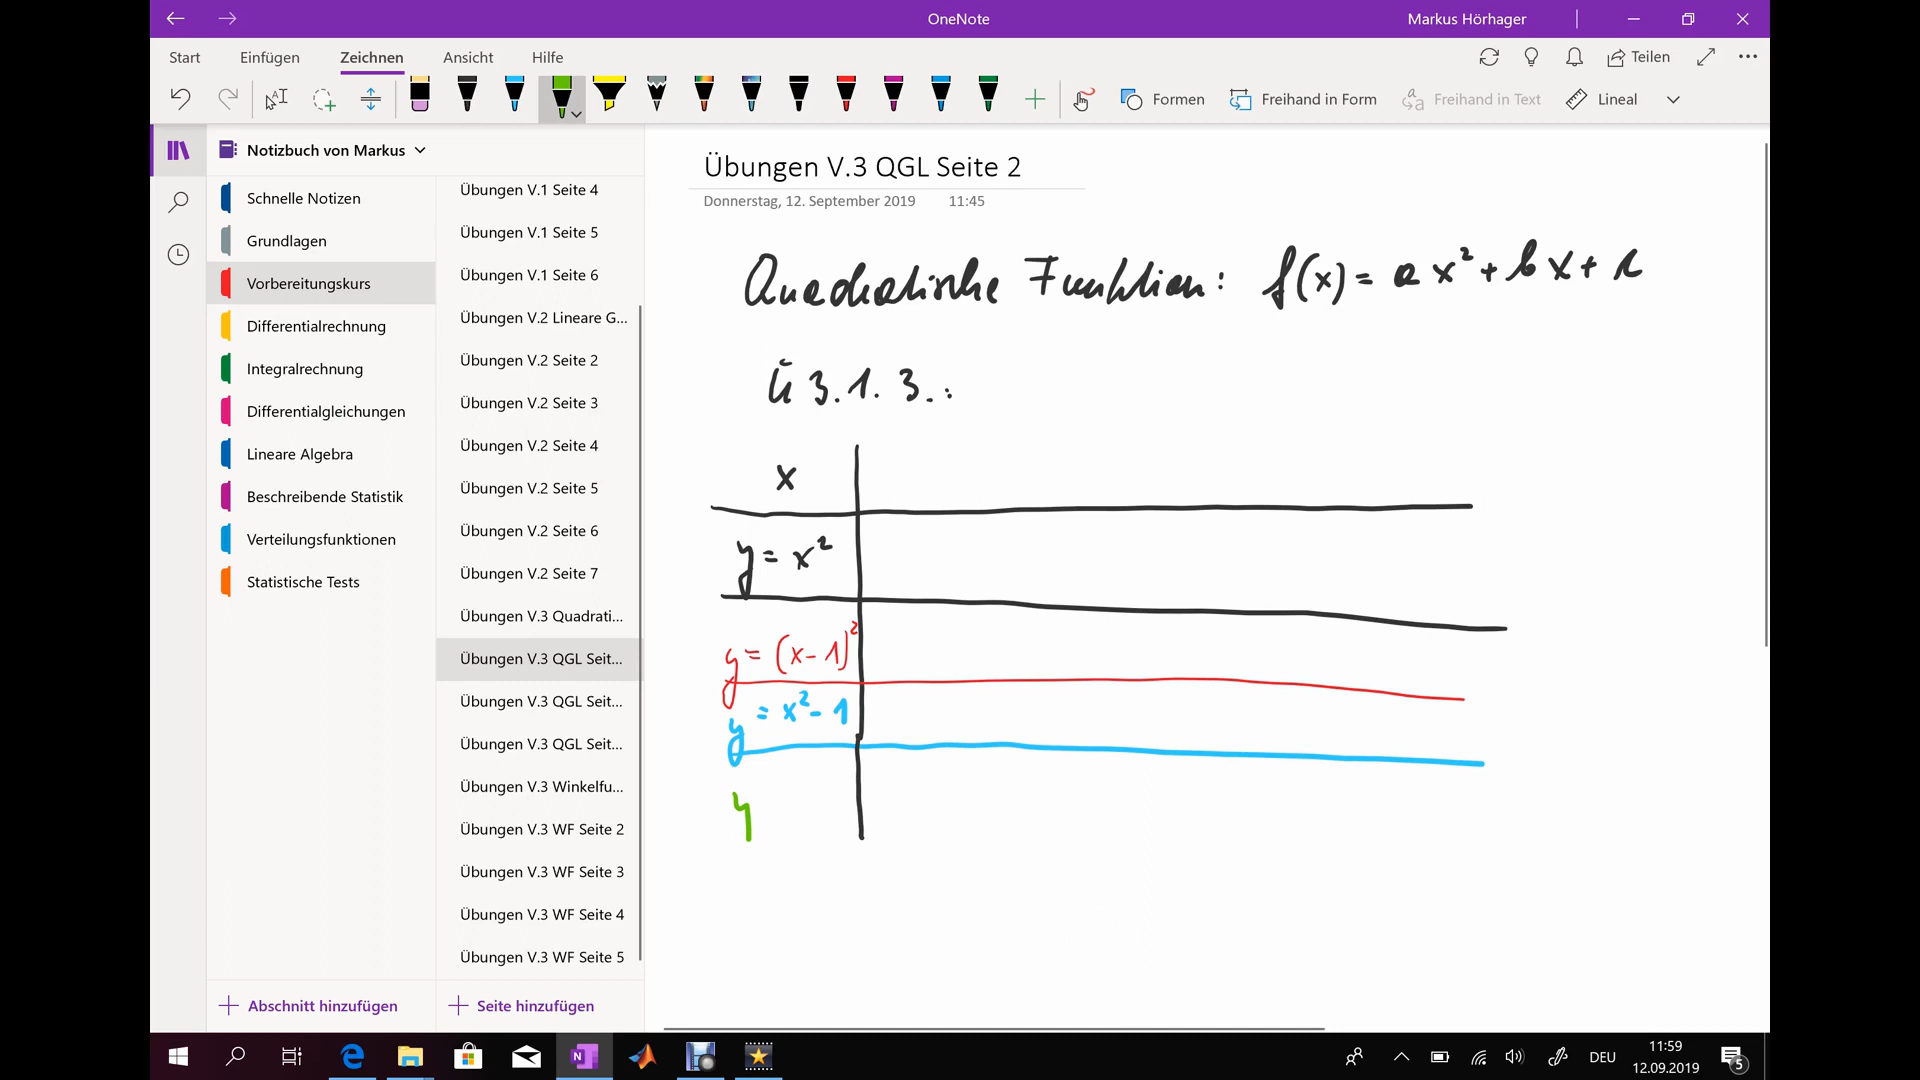 OneNote
Markus Hörhager
Start Einfügen Zeichnen Ansicht Hilfe Teilen
Formen Freihand in Form Freihand in Text Lineal
Notizbuch von Markus
Schnelle Notizen
Grundlagen
Vorbereitungskurs
Differentialrechnung
Integralrechnung
Differentialgleichungen
Lineare Algebra
Beschreibende Statistik
Verteilungsfunktionen
Statistische Tests
Abschnitt hinzufügen
Übungen V.1 Seite 4
Übungen V.1 Seite 5
Übungen V.1 Seite 6
Übungen V.2 Lineare G...
Übungen V.2 Seite 2
Übungen V.2 Seite 3
Übungen V.2 Seite 4
Übungen V.2 Seite 5
Übungen V.2 Seite 6
Übungen V.2 Seite 7
Übungen V.3 Quadrati...
Übungen V.3 QGL Seit...
Übungen V.3 QGL Seit...
Übungen V.3 QGL Seit...
Übungen V.3 Winkelfu...
Übungen V.3 WF Seite 2
Übungen V.3 WF Seite 3
Übungen V.3 WF Seite 4
Übungen V.3 WF Seite 5
Seite hinzufügen
Übungen V.3 QGL Seite 2
Donnerstag, 12. September 2019 11:45
Quadratische Funktion: f(x) = ax² + bx + c
Ü 3.1.3.:
x
y = x²
y = (x-1)²
y = x² - 1
y
DEU
11:59
12.09.2019
5